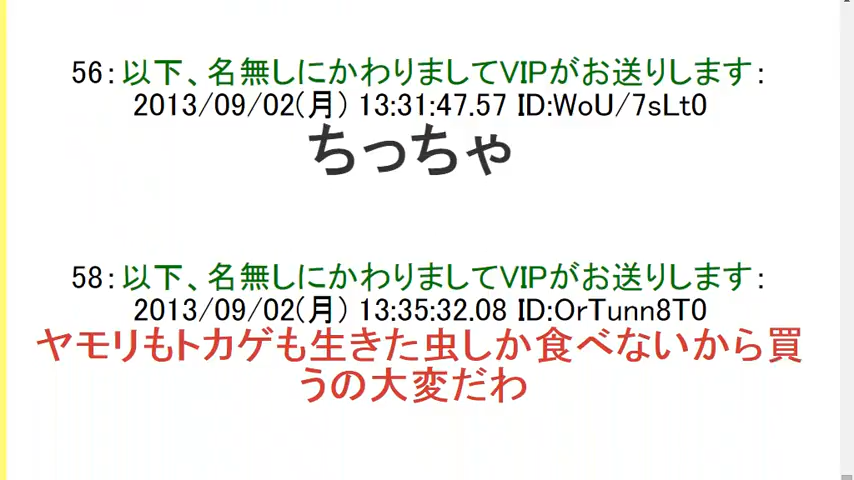 56：以下、名無しにかわりましてVIPがお送りします：
2013/09/02(月) 13:31:47.57 ID:WoU/7sLt0
ちっちゃ
58：以下、名無しにかわりましてVIPがお送りします：
2013/09/02(月) 13:35:32.08 ID:OrTunn8T0
ヤモリもトカゲも生きた虫しか食べないから買
うの大変だわ